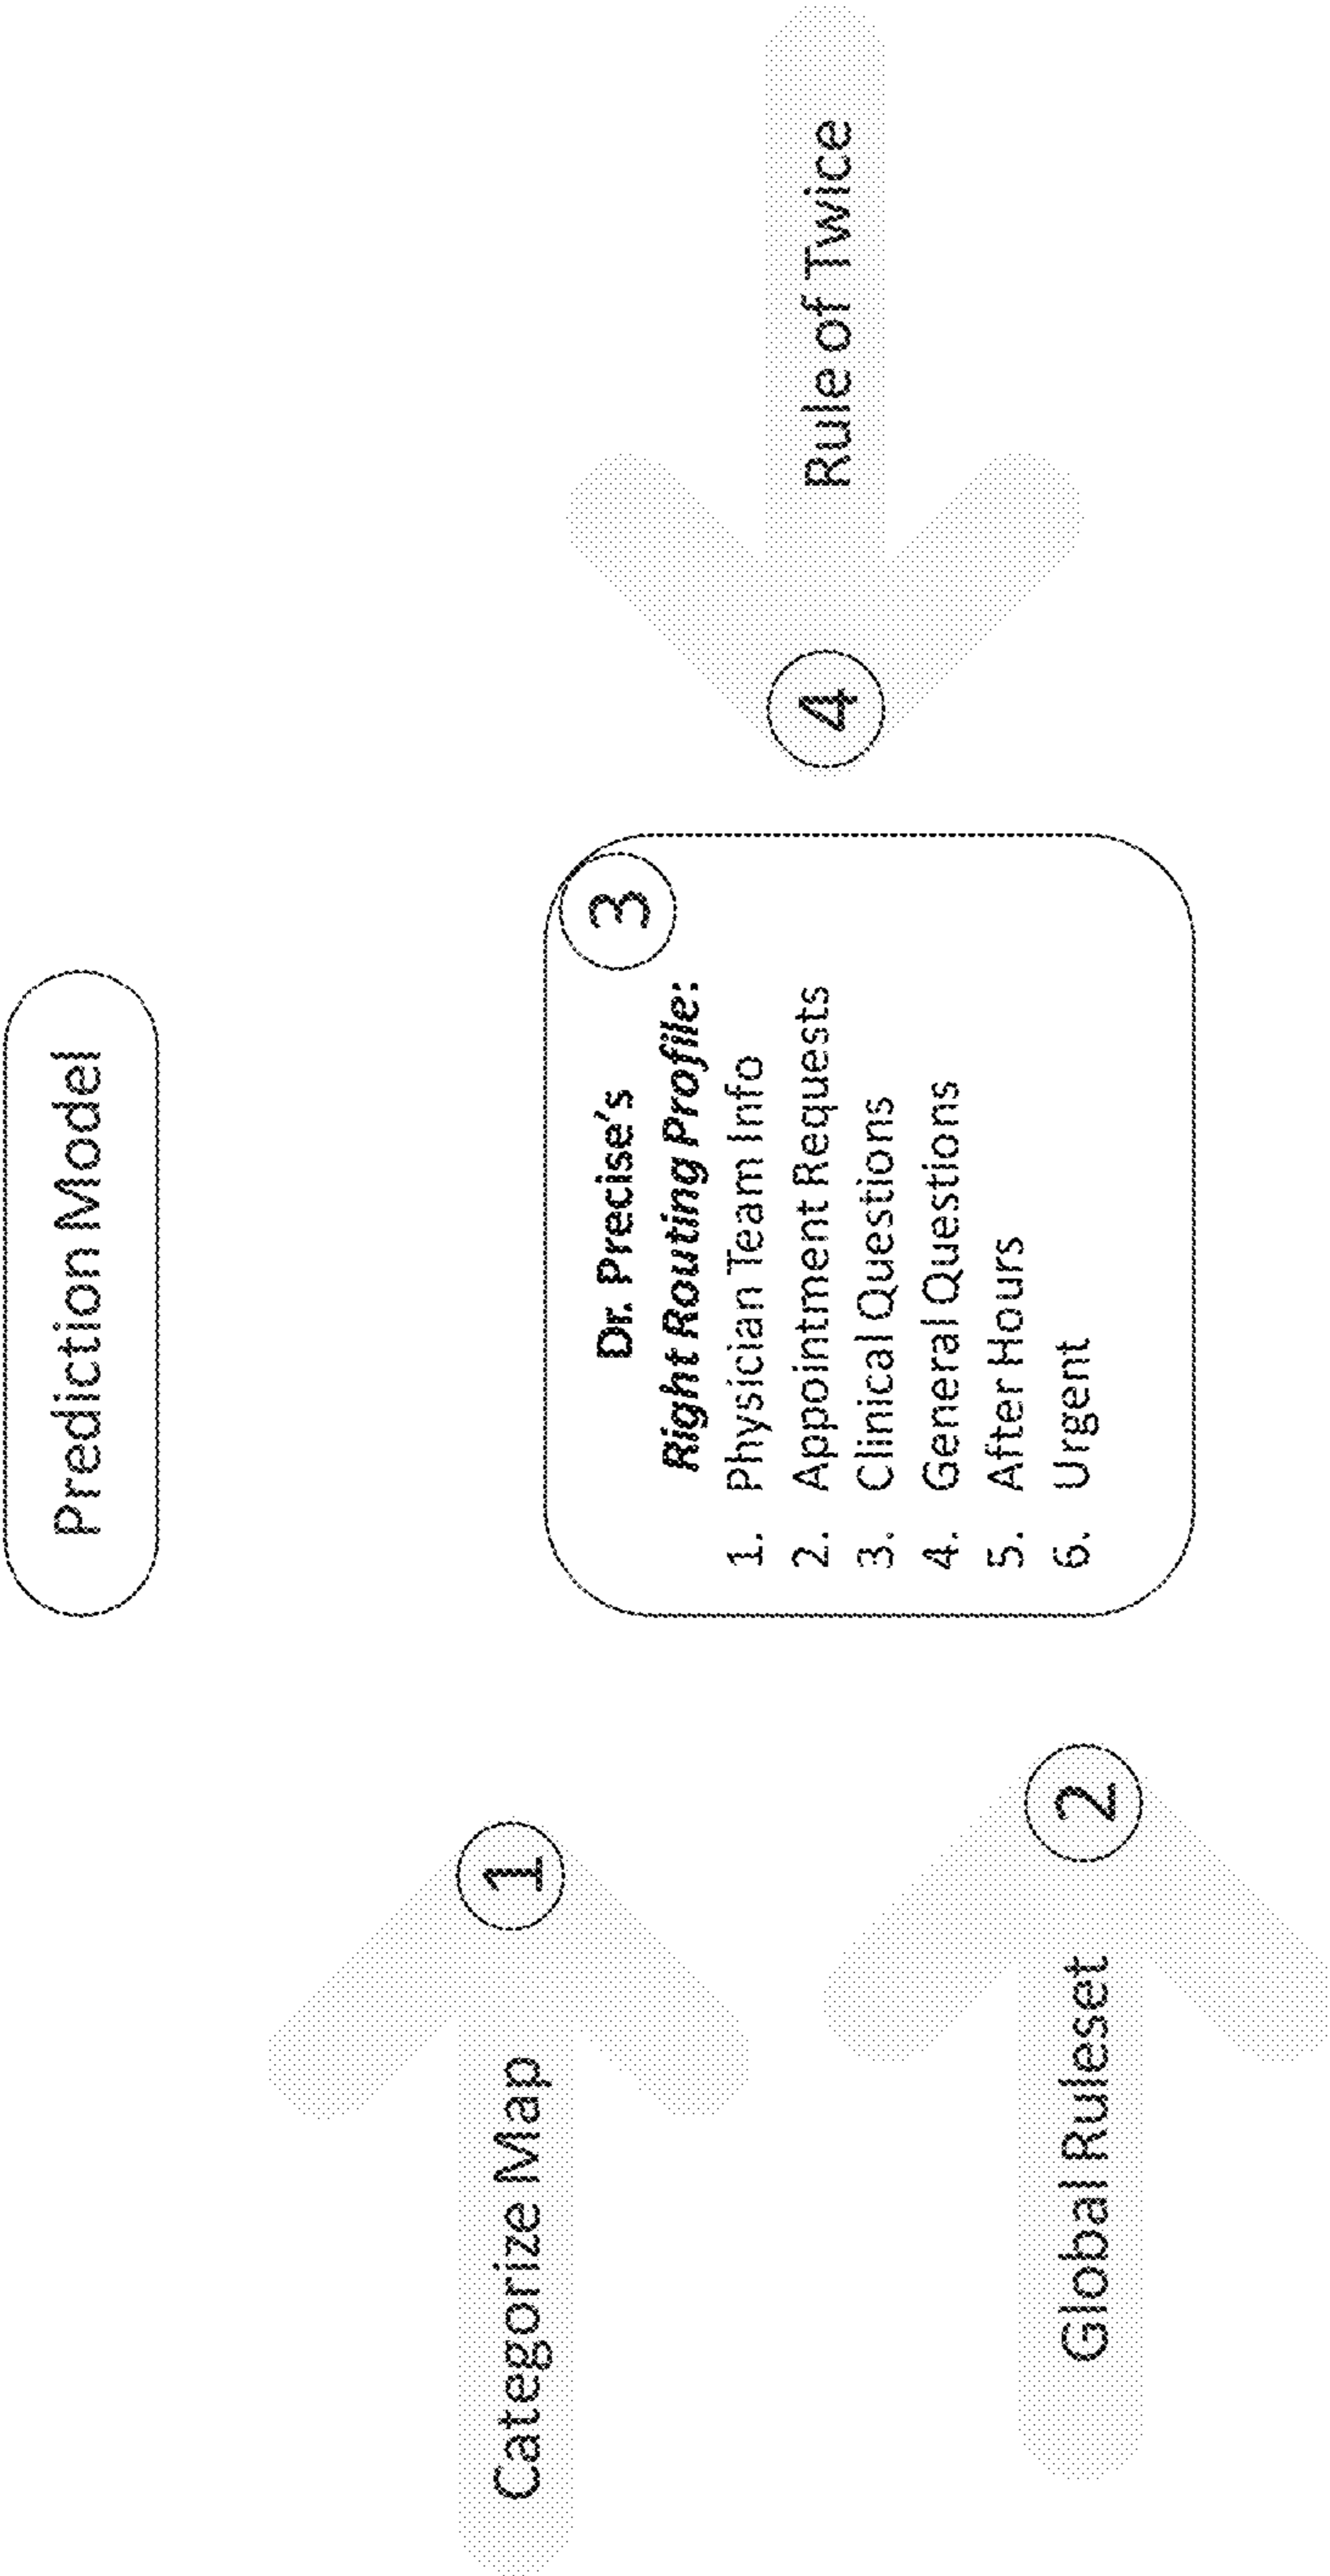 Prediction Model
Categorize Map
1
Global Ruleset
2
3
Dr. Precise's
Right Routing Profile:
1. Physician Team Info
2. Appointment Requests
3. Clinical Questions
4. General Questions
5. After Hours
6. Urgent
4
Rule of Twice